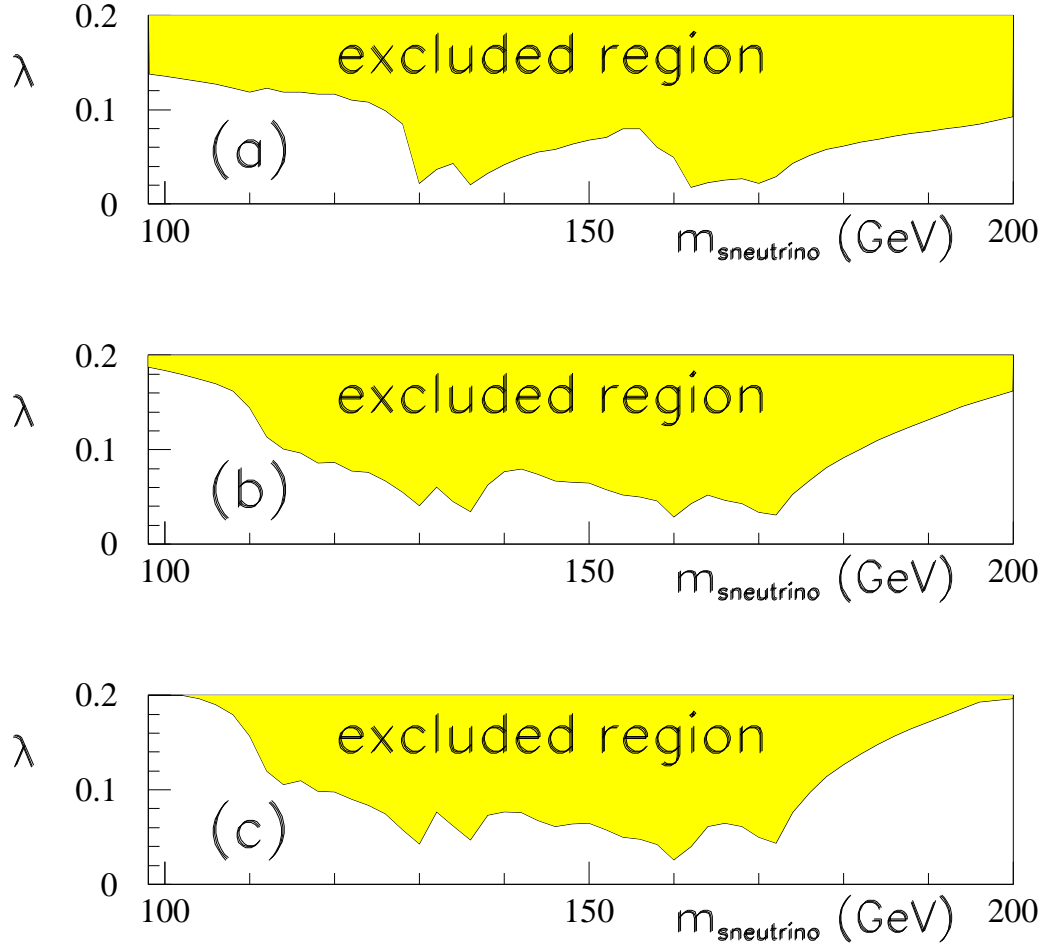 0.2
excluded region
λ
0.1
(a)
0
100 150 200
m_sneutrino (GeV)
0.2
excluded region
λ
0.1
(b)
0
100 150 200
m_sneutrino (GeV)
0.2
excluded region
λ
0.1
(c)
0
100 150 200
m_sneutrino (GeV)